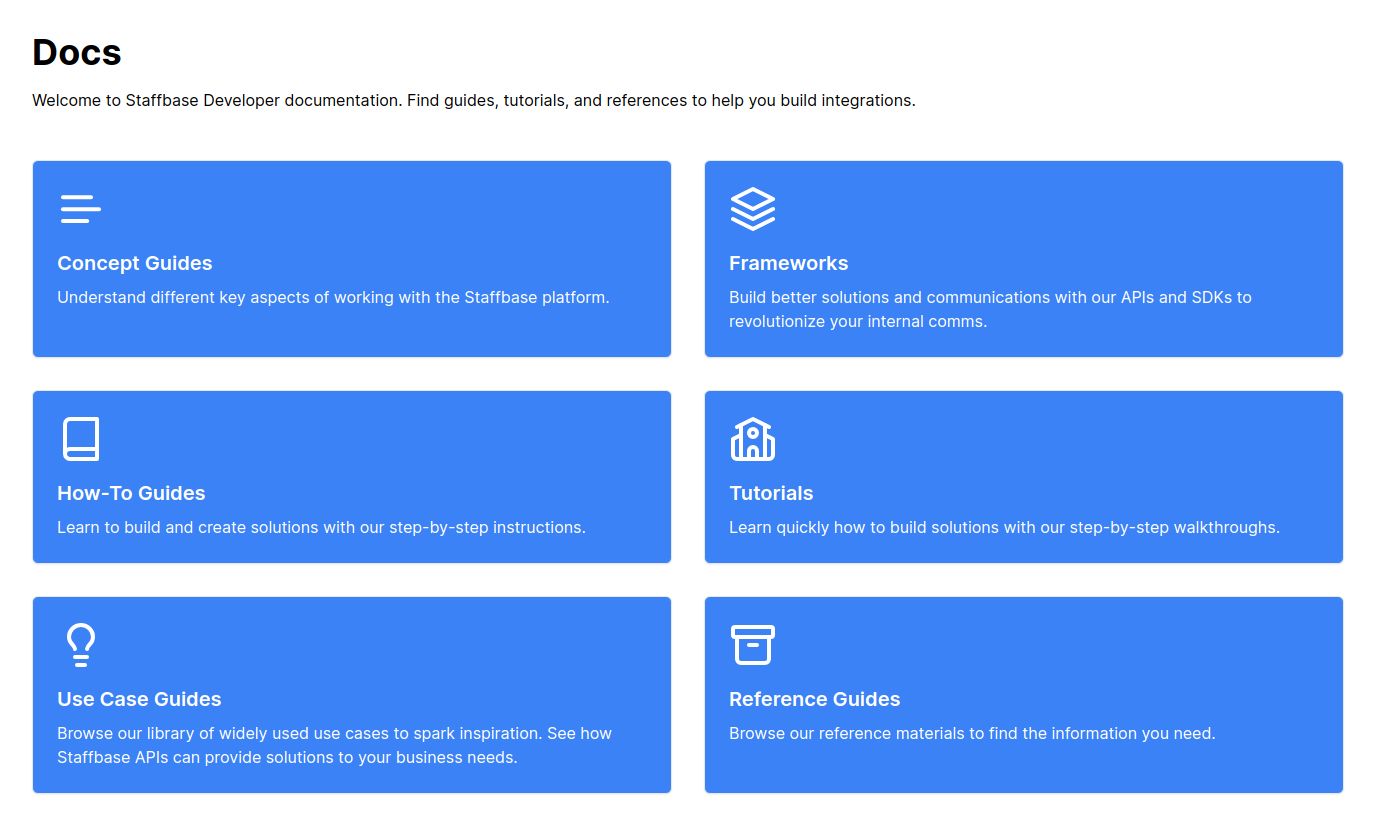 Docs
Welcome to Staffbase Developer documentation. Find guides, tutorials, and references to help you build integrations.
Concept Guides
Understand different key aspects of working with the Staffbase platform.
Frameworks
Build better solutions and communications with our APIs and SDKs to
revolutionize your internal comms.
How-To Guides
Learn to build and create solutions with our step-by-step instructions.
Tutorials
Learn quickly how to build solutions with our step-by-step walkthroughs.
Use Case Guides
Browse our library of widely used use cases to spark inspiration. See how
Staffbase APIs can provide solutions to your business needs.
Reference Guides
Browse our reference materials to find the information you need.